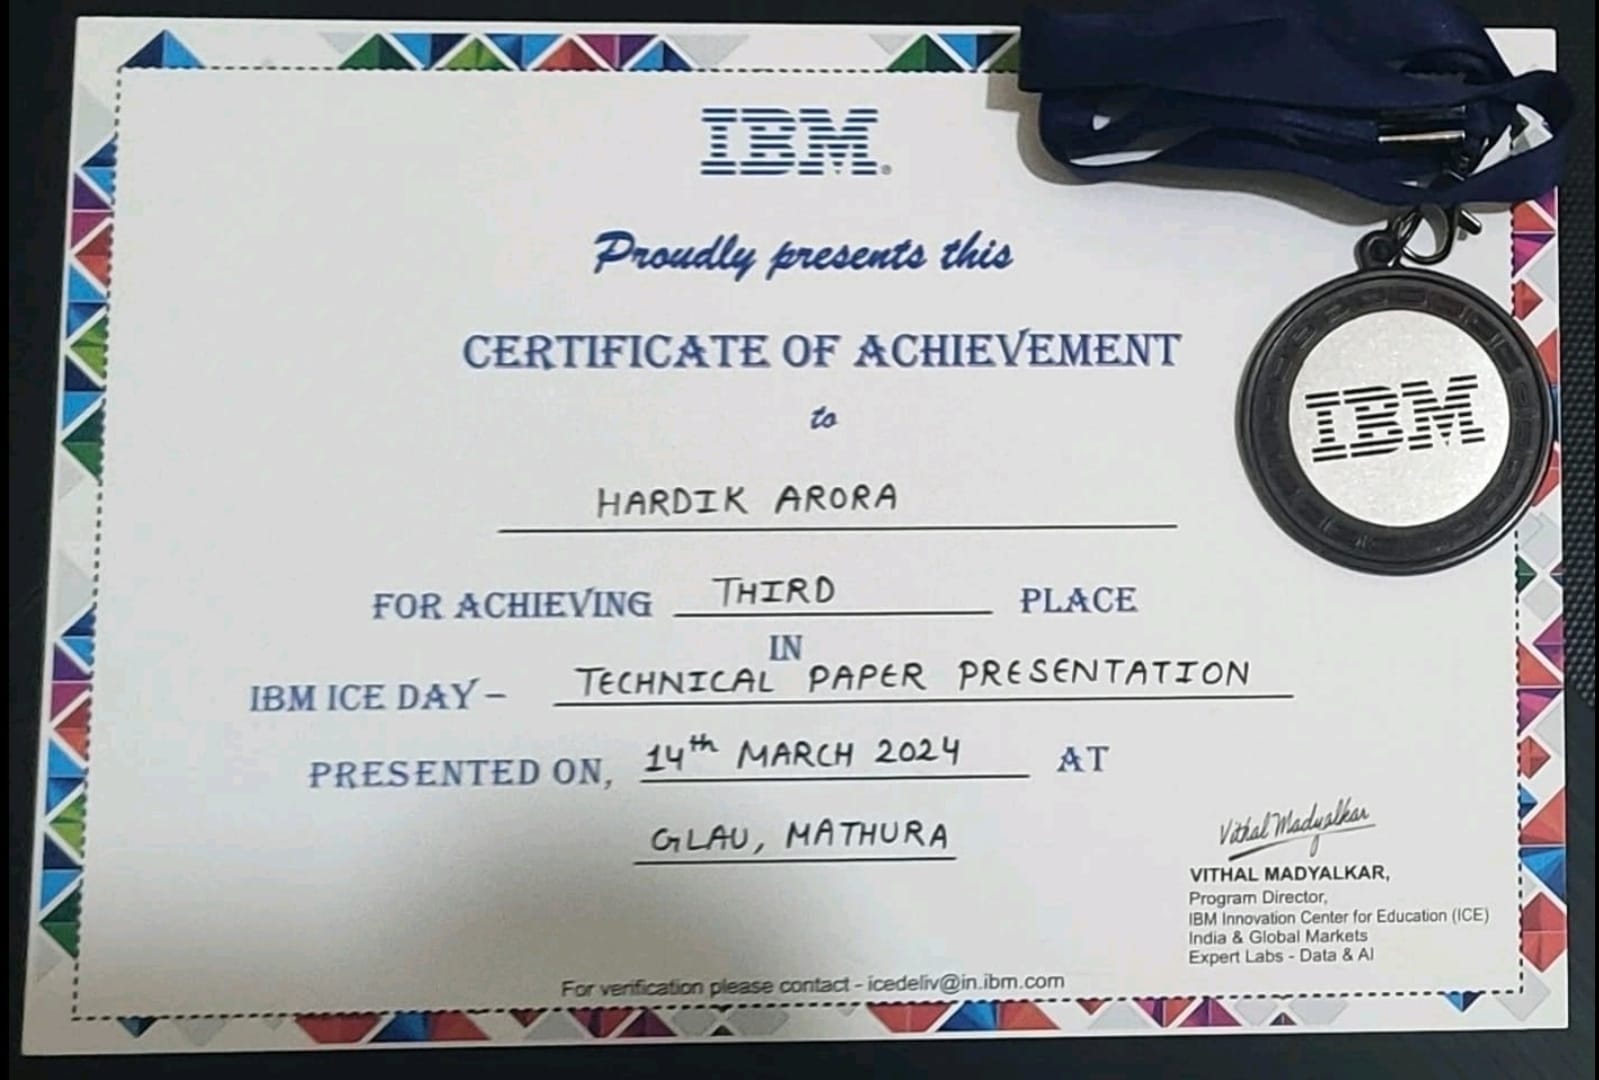 IBM®
Proudly presents this
CERTIFICATE OF ACHIEVEMENT
to
HARDIK ARORA
FOR ACHIEVING THIRD PLACE
IN
IBM ICE DAY – TECHNICAL PAPER PRESENTATION
PRESENTED ON, 14th MARCH 2024 AT
GLAU, MATHURA
Vithal Madyalkar
VITHAL MADYALKAR,
Program Director,
IBM Innovation Center for Education (ICE)
India & Global Markets
Expert Labs - Data & AI
For verification please contact - icedeliv@in.ibm.com
IBM